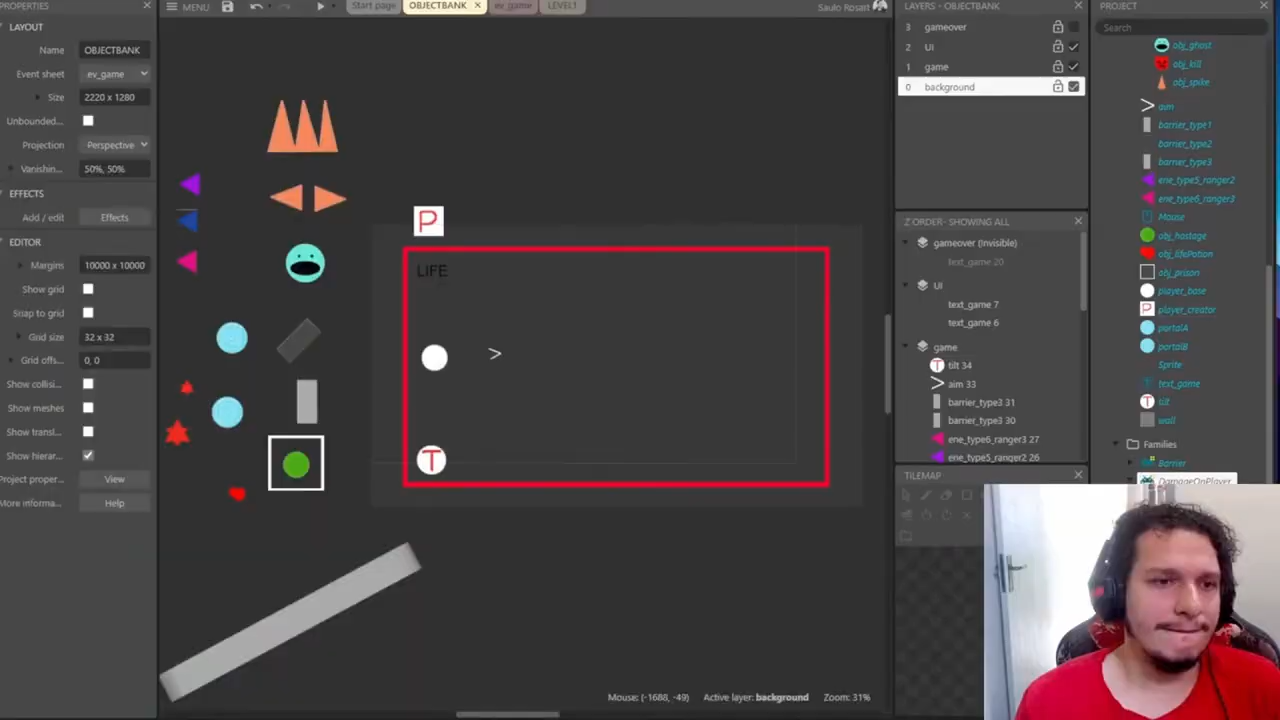 PROPERTIES
LAYOUT
Name OBJECTBANK
Event sheet ev_game
Size 2220 x 1280
Unbounded...
Projection Perspective
Vanishin... 50%, 50%
EFFECTS
Add / edit Effects
EDITOR
Margins 10000 x 10000
Show grid
Snap to grid
Grid size 32 x 32
Grid offs... 0, 0
Show collisi...
Show meshes
Show transl...
Show hierar...
Project proper... View
More informa... Help
MENU
Start page OBJECTBANK ev_game LEVEL1
Saulo Rosatt
P
LIFE
>
T
Mouse: (-1688, -49) Active layer: background Zoom: 31%
LAYERS - OBJECTBANK
3 gameover
2 UI
1 game
0 background
Z ORDER - SHOWING ALL
gameover (Invisible)
text_game 20
UI
text_game 7
text_game 6
game
T tilt 34
> aim 33
barrier_type3 31
barrier_type3 30
ene_type6_ranger3 27
ene_type5_ranger2 26
TILEMAP
PROJECT
Search
obj_ghost
obj_kill
obj_spike
> aim
barrier_type1
barrier_type2
barrier_type3
ene_type5_ranger2
ene_type6_ranger3
Mouse
obj_hostage
obj_lifePotion
obj_prison
player_base
P player_creator
portalA
portalB
Sprite
T text_game
T tilt
wall
Families
Barrier
DamageOnPlayer